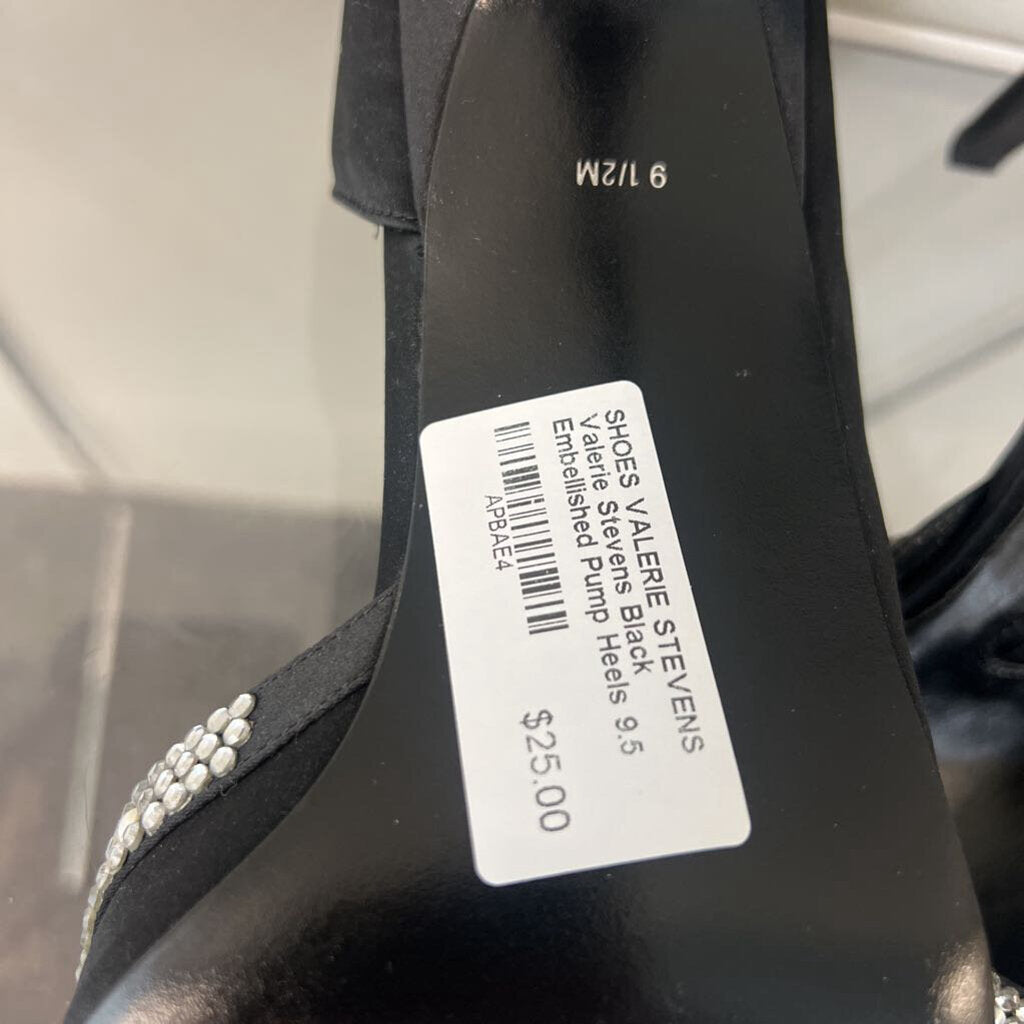 9 1/2M
SHOES VALERIE STEVENS
Valerie Stevens Black
Embellished Pump Heels 9.5
APBAE4
$25.00